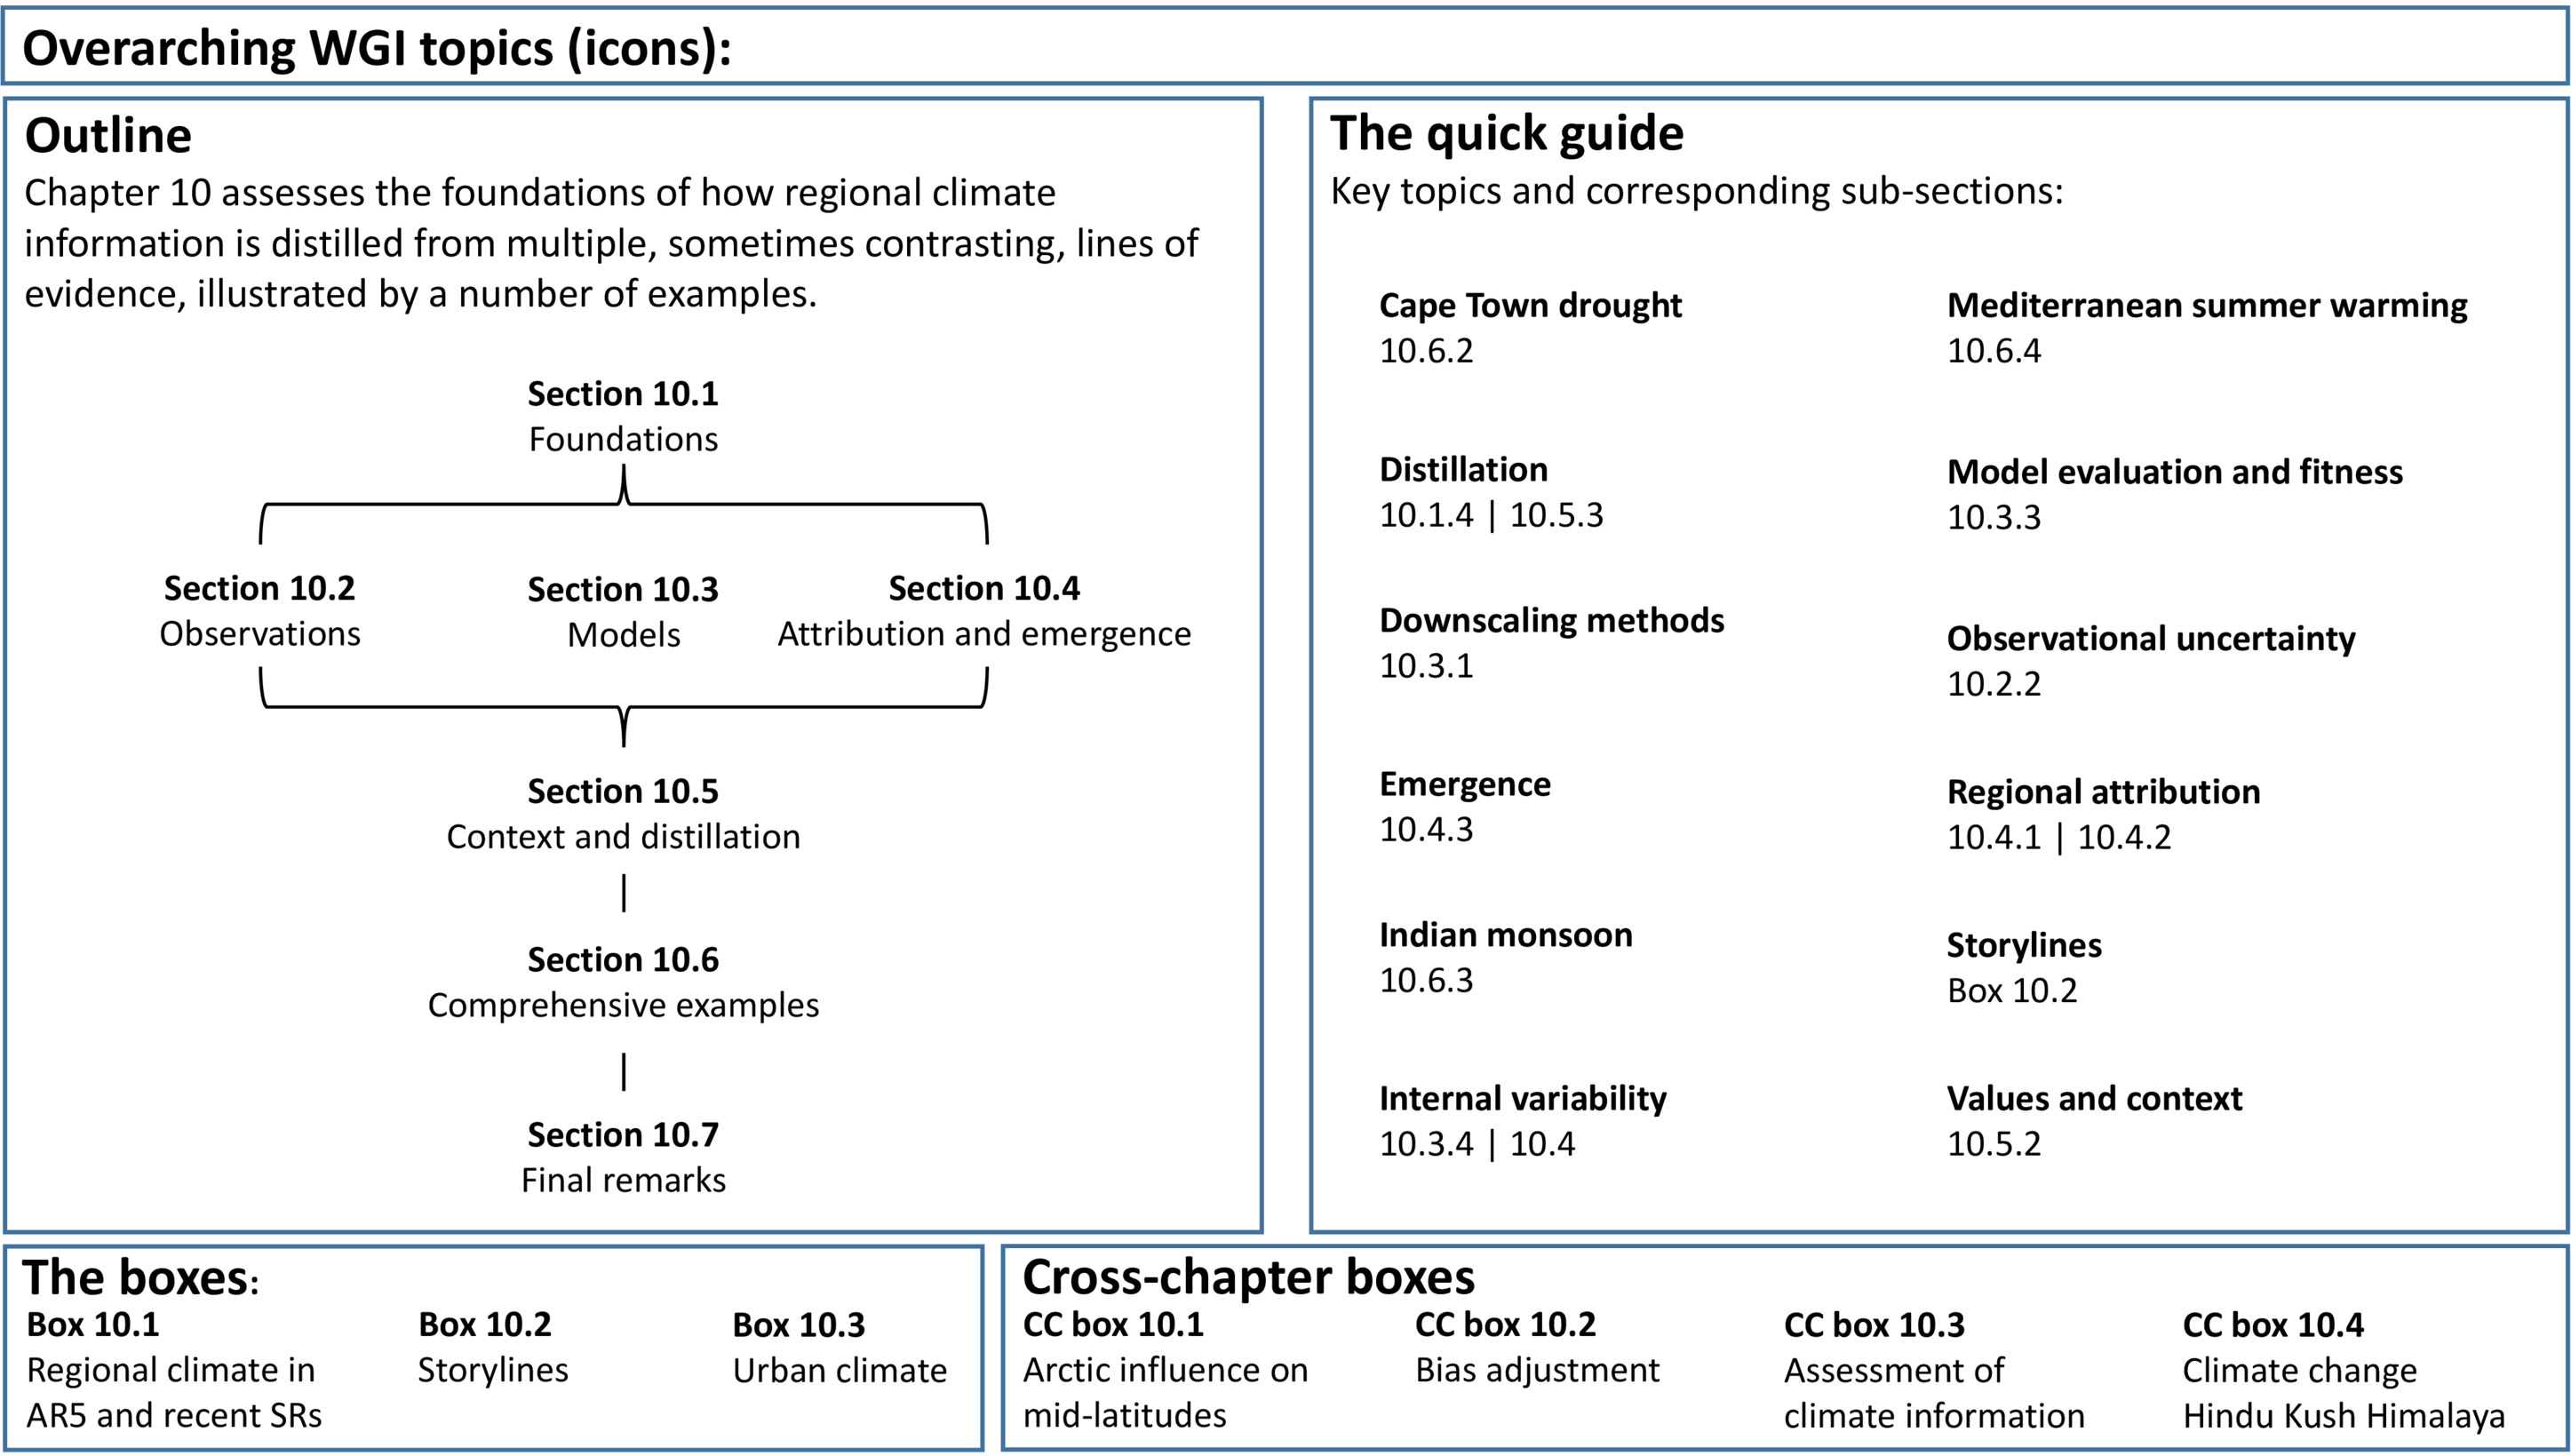 Overarching WGI topics (icons):
Outline
Chapter 10 assesses the foundations of how regional climate
information is distilled from multiple, sometimes contrasting, lines of
evidence, illustrated by a number of examples.
Section 10.1
Foundations
Section 10.2
Observations
Section 10.3
Models
Section 10.4
Attribution and emergence
Section 10.5
Context and distillation
Section 10.6
Comprehensive examples
Section 10.7
Final remarks
The quick guide
Key topics and corresponding sub-sections:
Cape Town drought
10.6.2
Distillation
10.1.4 | 10.5.3
Downscaling methods
10.3.1
Emergence
10.4.3
Indian monsoon
10.6.3
Internal variability
10.3.4 | 10.4
Mediterranean summer warming
10.6.4
Model evaluation and fitness
10.3.3
Observational uncertainty
10.2.2
Regional attribution
10.4.1 | 10.4.2
Storylines
Box 10.2
Values and context
10.5.2
The boxes:
Box 10.1
Regional climate in
AR5 and recent SRs
Box 10.2
Storylines
Box 10.3
Urban climate
Cross-chapter boxes
CC box 10.1
Arctic influence on
mid-latitudes
CC box 10.2
Bias adjustment
CC box 10.3
Assessment of
climate information
CC box 10.4
Climate change
Hindu Kush Himalaya